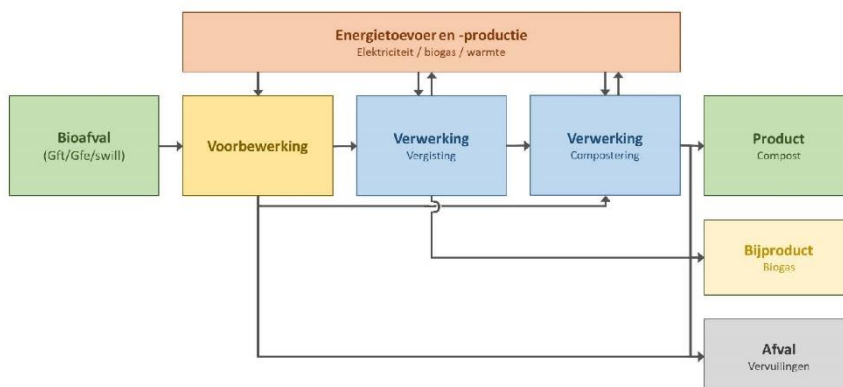 Energietoevoer en -productie
Elektriciteit / biogas / warmte
Bioafval
(Gft/Gfe/swill)
Voorbewerking
Verwerking
Vergisting
Verwerking
Compostering
Product
Compost
Bijproduct
Biogas
Afval
Vervuilingen